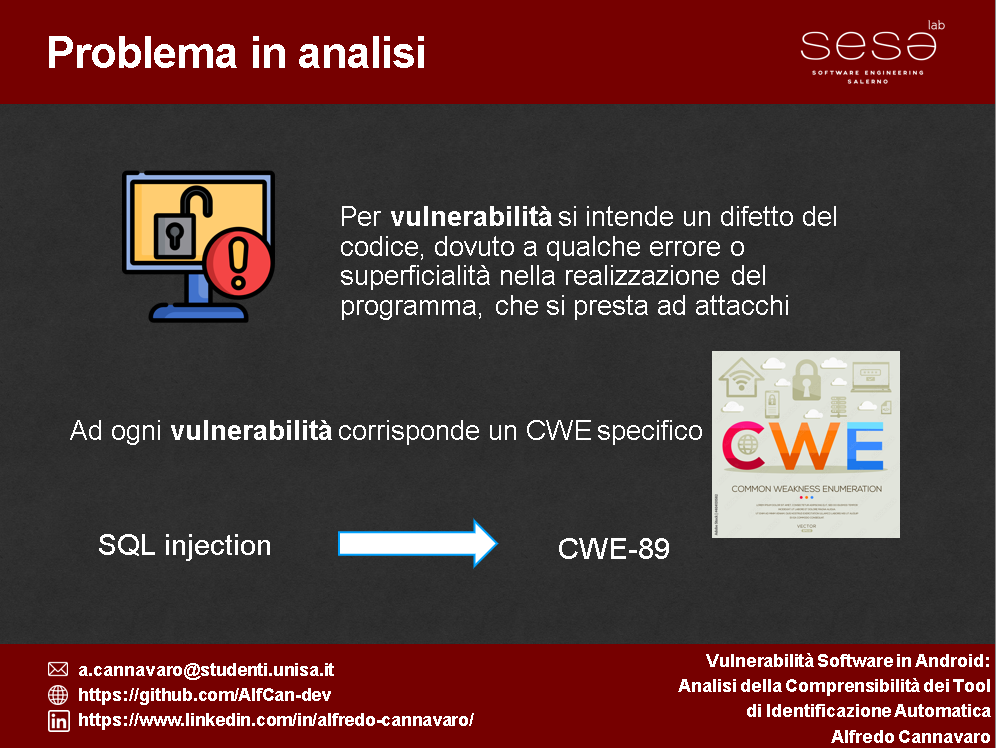 Problema in analisi
sesa lab
SOFTWARE ENGINEERING
SALERNO
Per vulnerabilità si intende un difetto del
codice, dovuto a qualche errore o
superficialità nella realizzazione del
programma, che si presta ad attacchi
Ad ogni vulnerabilità corrisponde un CWE specifico
CWE
COMMON WEAKNESS ENUMERATION
VECTOR
SQL injection
CWE-89
a.cannavaro@studenti.unisa.it
https://github.com/AlfCan-dev
https://www.linkedin.com/in/alfredo-cannavaro/
Vulnerabilità Software in Android:
Analisi della Comprensibilità dei Tool
di Identificazione Automatica
Alfredo Cannavaro